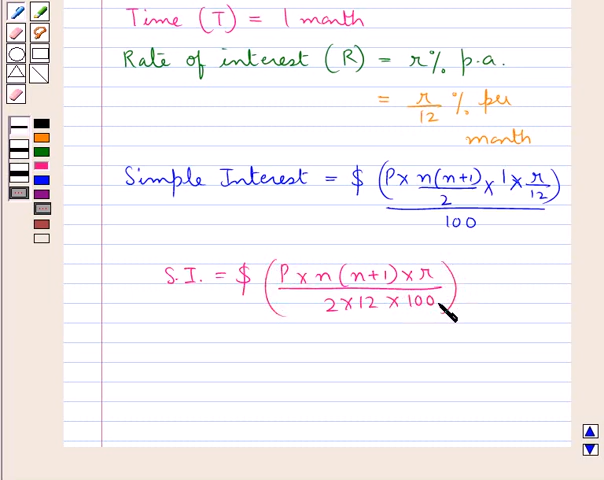 Time (T) = 1 month
Rate of interest (R) = r% p.a.
= r/12 % per
month
Simple Interest = $ (P × n(n+1)/2 × 1 × r/12)/100
S.I. = $ (P × n (n+1) × r / 2 × 12 × 100)